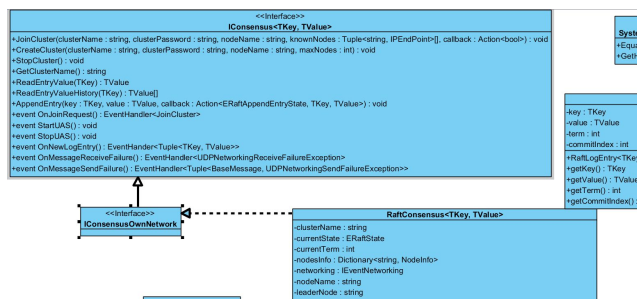 <<Interface>>
IConsensus<TKey, TValue>
+JoinCluster(clusterName : string, clusterPassword : string, nodeName : string, knownNodes : Tuple<string, IPEndPoint>[], callback : Action<bool>) : void
+CreateCluster(clusterName : string, clusterPassword : string, nodeName : string, maxNodes : int) : void
+StopCluster() : void
+GetClusterName() : string
+ReadEntryValue(TKey) : TValue
+ReadEntryValueHistory(TKey) : TValue[]
+AppendEntry(key : TKey, value : TValue, callback : Action<ERaftAppendEntryState, TKey, TValue>) : void
+event OnJoinRequest() : EventHandler<JoinCluster>
+event StartUAS() : void
+event StopUAS() : void
+event OnNewLogEntry() : EventHandler<Tuple<TKey, TValue>>
+event OnMessageReceiveFailure() : EventHandler<UDPNetworkingReceiveFailureException>
+event OnMessageSendFailure() : EventHandler<Tuple<BaseMessage, UDPNetworkingSendFailureException>>
Syste
+Equa
+GetH
-key : TKey
-value : TValue
-term : int
-commitIndex : int
+RaftLogEntry<TKey
+getKey() : TKey
+getValue() : TValue
+getTerm() : int
+getCommitIndex() :
<<Interface>>
IConsensusOwnNetwork
RaftConsensus<TKey, TValue>
-clusterName : string
-currentState : ERaftState
-currentTerm : int
-nodesInfo : Dictionary<string, NodeInfo>
-networking : IEventNetworking
-nodeName : string
-leaderNode : string